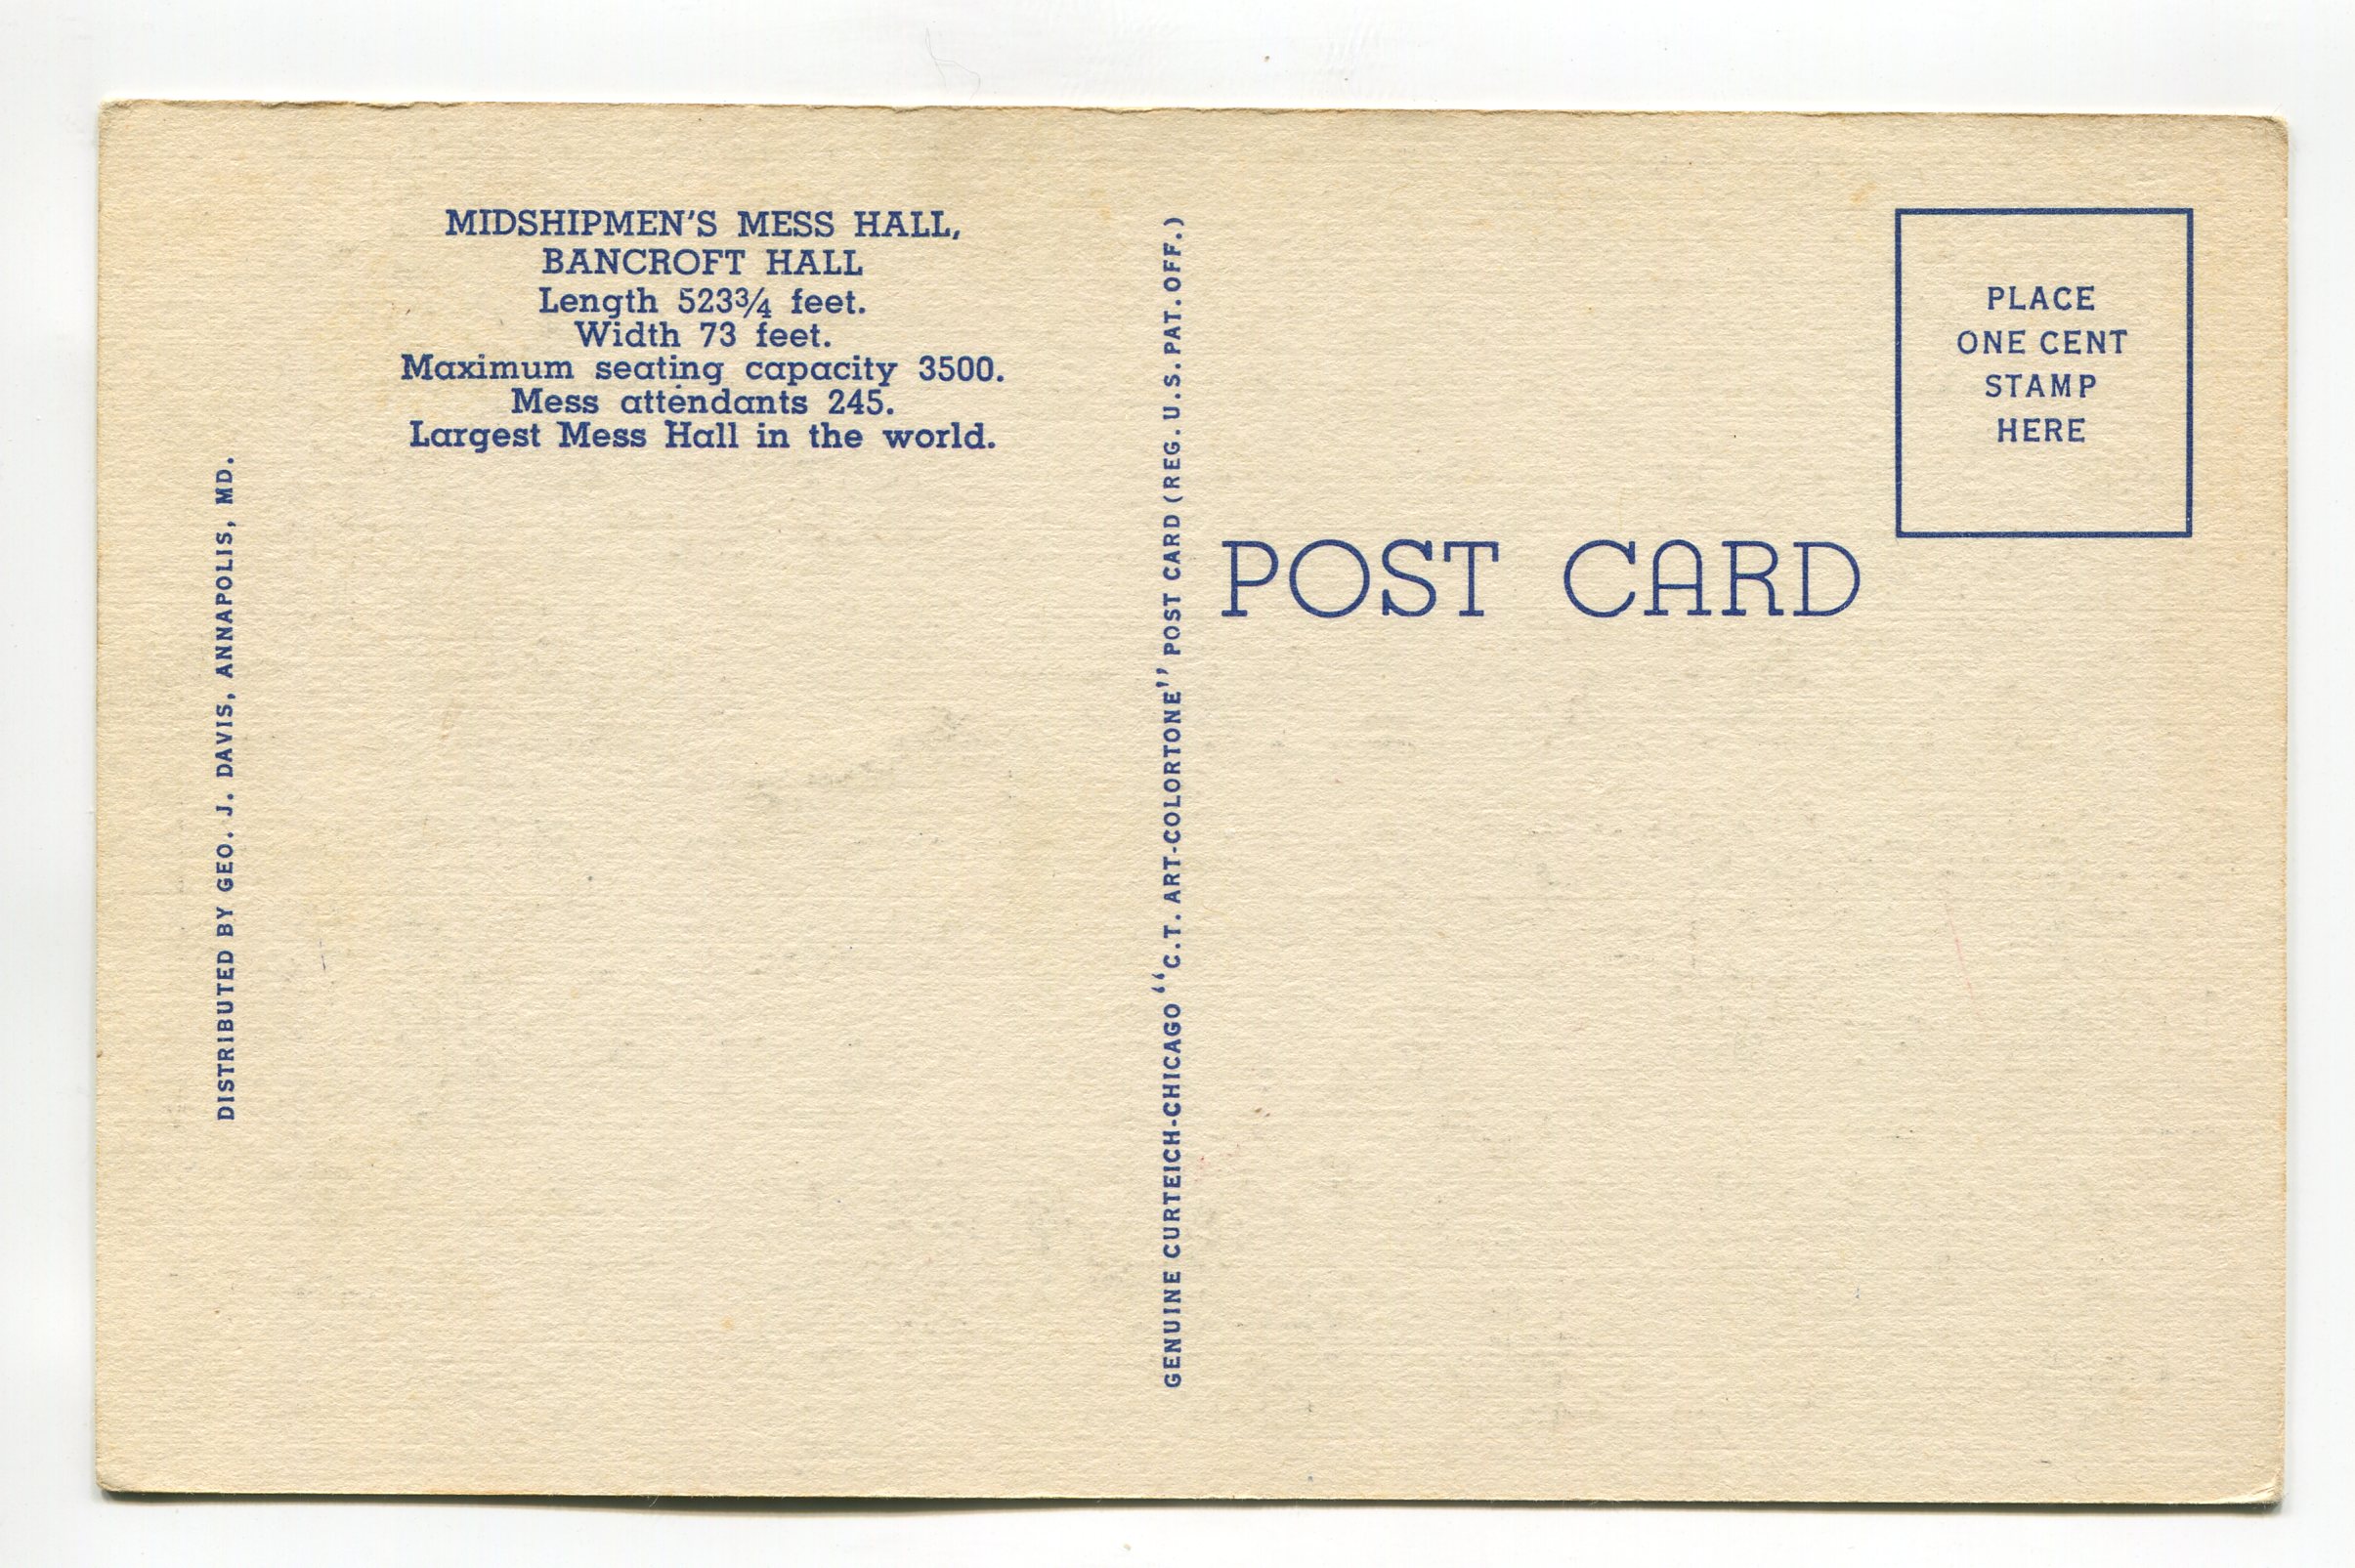 MIDSHIPMEN'S MESS HALL,
BANCROFT HALL
Length 523¾ feet.
Width 73 feet.
Maximum seating capacity 3500.
Mess attendants 245.
Largest Mess Hall in the world.
DISTRIBUTED BY GEO. J. DAVIS, ANNAPOLIS, MD.
GENUINE CURTEICH-CHICAGO "C.T. ART-COLORTONE" POST CARD (REG. U.S. PAT. OFF.)
POST CARD
PLACE
ONE CENT
STAMP
HERE